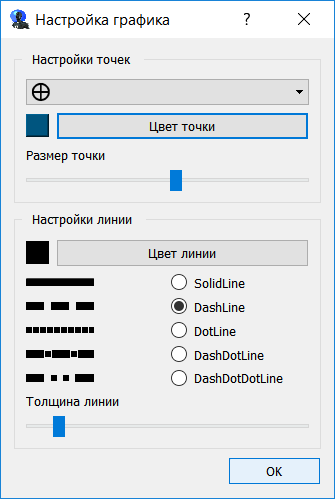 Настройка графика
Настройки точек
Цвет точки
Размер точки
Настройки линии
Цвет линии
SolidLine
DashLine
DotLine
DashDotLine
DashDotDotLine
Толщина линии
OK